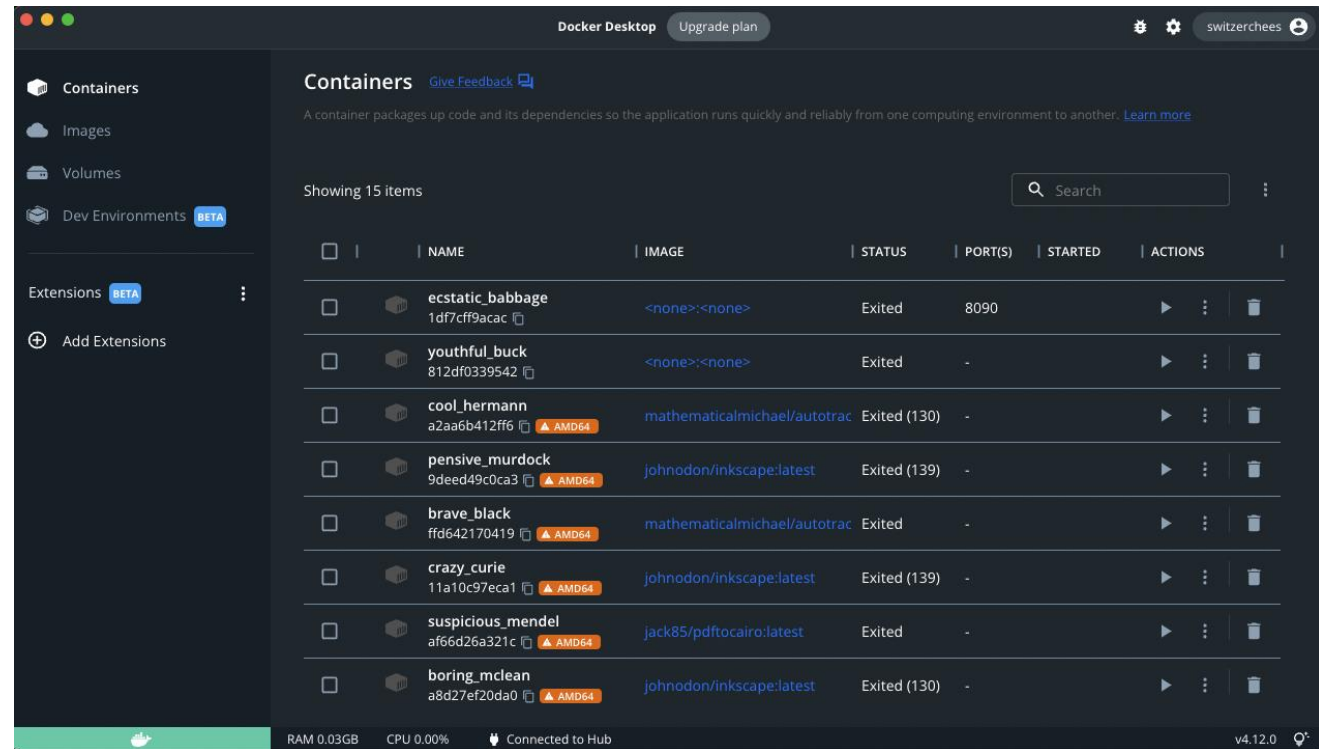 Docker Desktop Upgrade plan switzerchees
Containers
Images
Volumes
Dev Environments BETA
Extensions BETA
Add Extensions
Containers Give Feedback
A container packages up code and its dependencies so the application runs quickly and reliably from one computing environment to another. Learn more
Showing 15 items Search
NAME IMAGE STATUS PORT(S) STARTED ACTIONS
ecstatic_babbage <none>:<none> Exited 8090
1df7cff9acac
youthful_buck <none>:<none> Exited -
812df0339542
cool_hermann mathematicalmichael/autotrac Exited (130) -
a2aa6b412ff6 AMD64
pensive_murdock johnodon/inkscape:latest Exited (139) -
9deed49c0ca3 AMD64
brave_black mathematicalmichael/autotrac Exited -
ffd642170419 AMD64
crazy_curie johnodon/inkscape:latest Exited (139) -
11a10c97eca1 AMD64
suspicious_mendel jack85/pdftocairo:latest Exited -
af66d26a321c AMD64
boring_mclean johnodon/inkscape:latest Exited (130) -
a8d27ef20da0 AMD64
RAM 0.03GB CPU 0.00% Connected to Hub v4.12.0